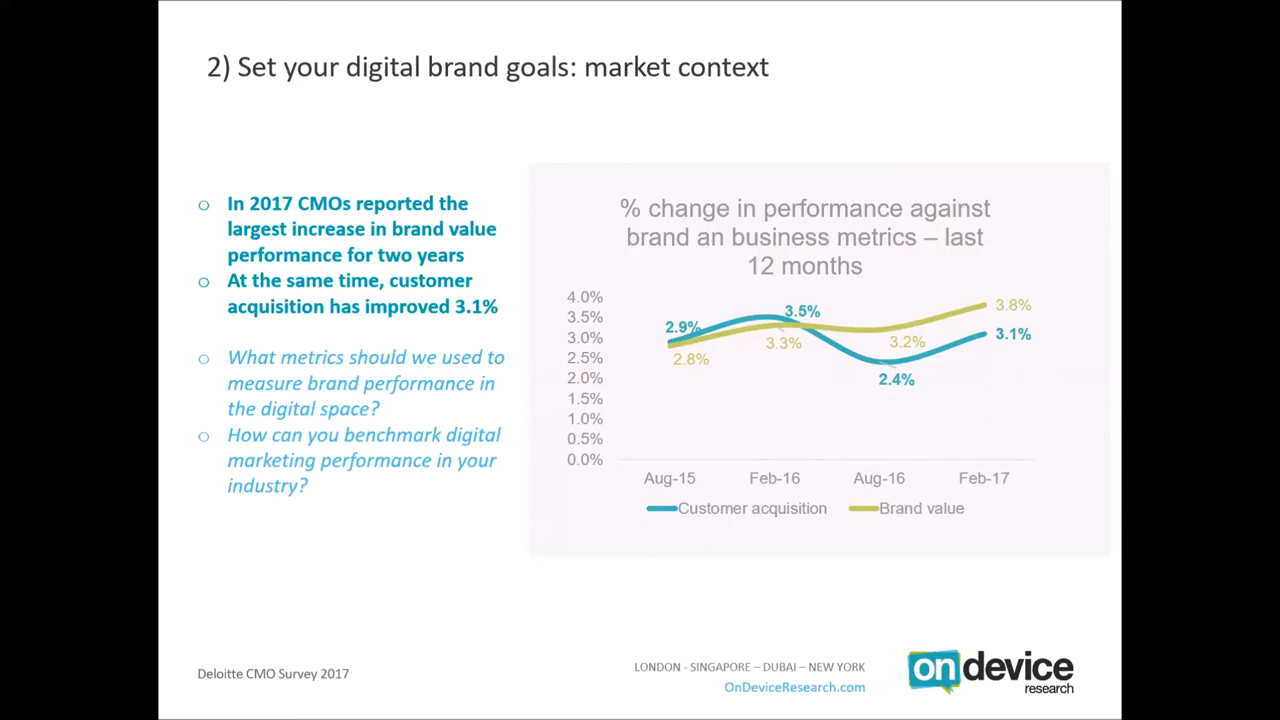 2) Set your digital brand goals: market context
o In 2017 CMOs reported the
largest increase in brand value
performance for two years
o At the same time, customer
acquisition has improved 3.1%
o What metrics should we used to
measure brand performance in
the digital space?
o How can you benchmark digital
marketing performance in your
industry?
% change in performance against
brand an business metrics – last
12 months
4.0%
3.5%
3.0%
2.5%
2.0%
1.5%
1.0%
0.5%
0.0%
2.9%
3.5%
2.4%
3.1%
2.8%
3.3%
3.2%
3.8%
Aug-15 Feb-16 Aug-16 Feb-17
Customer acquisition Brand value
Deloitte CMO Survey 2017
LONDON - SINGAPORE – DUBAI – NEW YORK
OnDeviceResearch.com
on device
research